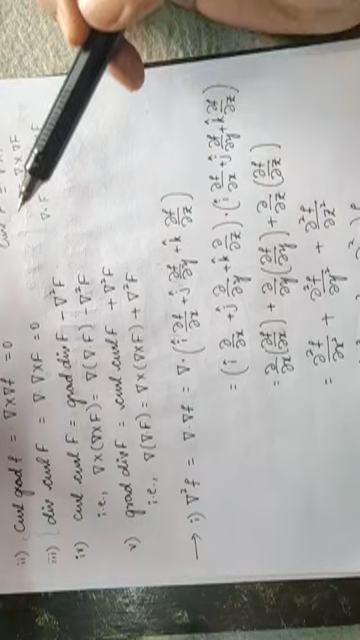 ii) curl grad f = ∇×∇f = 0
iii) div curl F = ∇·∇×F = 0
iv) curl curl F = grad div F − ∇²F
i.e., ∇×(∇×F) = ∇(∇·F) − ∇²F
v) grad div F = curl curl F + ∇²F
i.e., ∇(∇·F) = ∇×(∇×F) + ∇²F
→ i) ∇²f = ∇·∇f = ∇·(î ∂f/∂x + ĵ ∂f/∂y + k̂ ∂f/∂z)
= (î ∂/∂x + ĵ ∂/∂y + k̂ ∂/∂z)·(î ∂f/∂x + ĵ ∂f/∂y + k̂ ∂f/∂z)
= ∂/∂x(∂f/∂x) + ∂/∂y(∂f/∂y) + ∂/∂z(∂f/∂z)
= ∂²f/∂x² + ∂²f/∂y² + ∂²f/∂z²